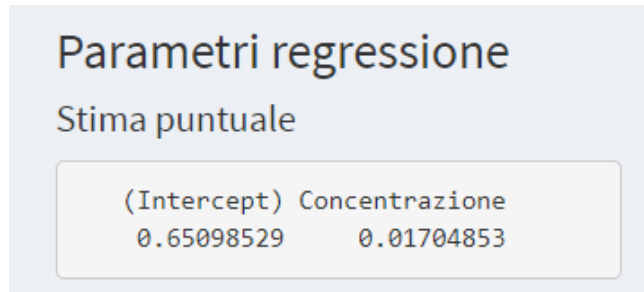 Parametri regressione
Stima puntuale
(Intercept) Concentrazione
0.65098529 0.01704853